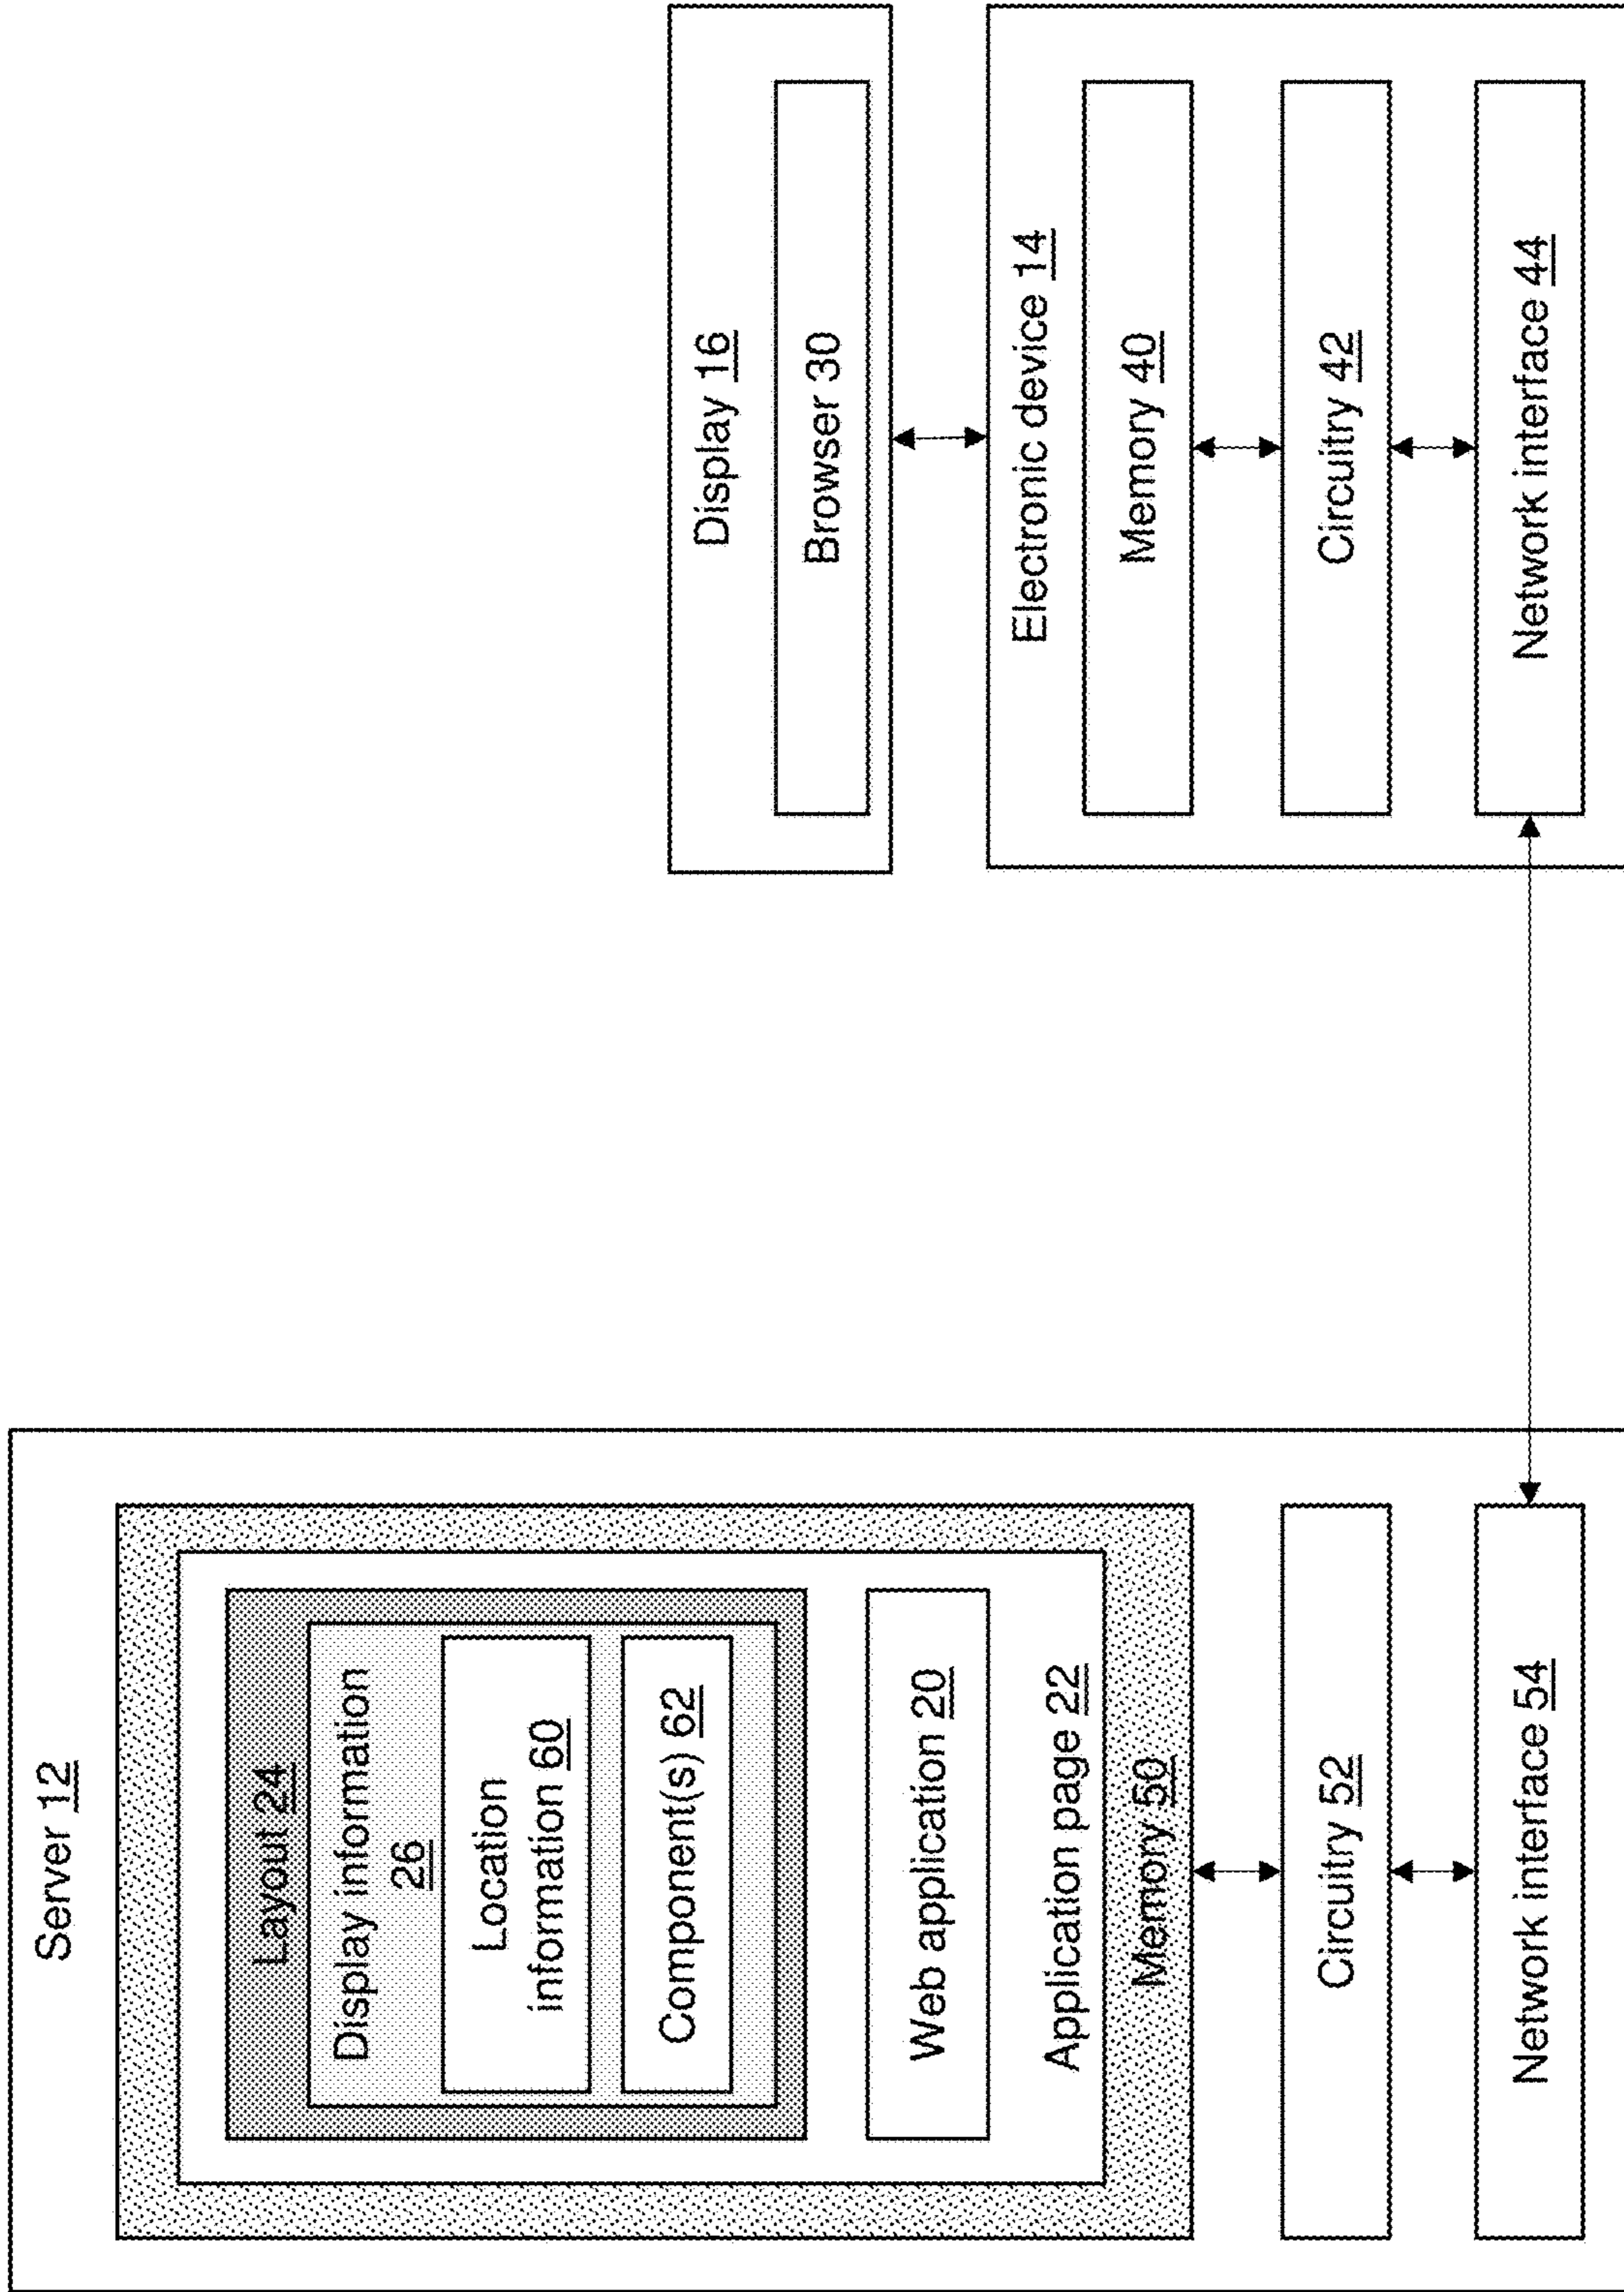 Server 12
Layout 24
Display information
26
Location
information 60
Component(s) 62
Web application 20
Application page 22
Memory 50
Circuitry 52
Network interface 54
Display 16
Browser 30
Electronic device 14
Memory 40
Circuitry 42
Network interface 44